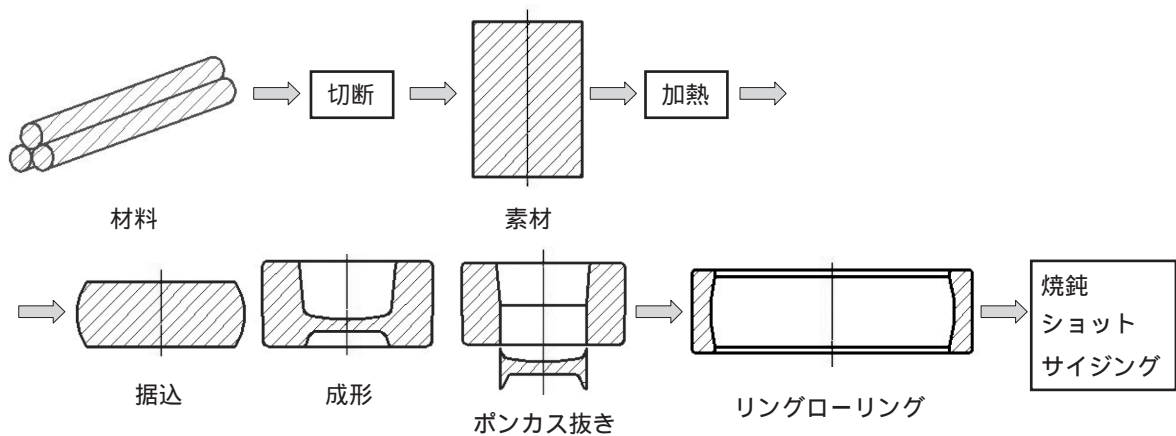 切断
加熱
材料
素材
据込
成形
ポンカス抜き
リングローリング
焼鈍
ショット
サイジング